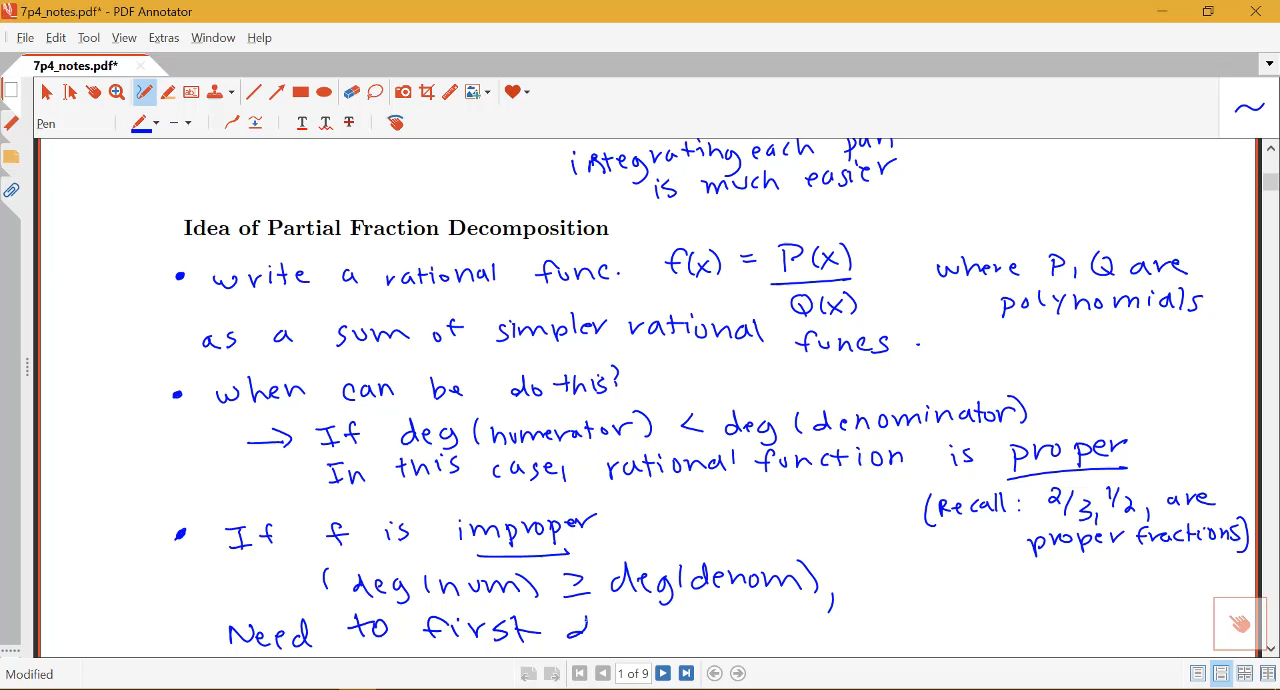 7p4_notes.pdf* - PDF Annotator
File Edit Tool View Extras Window Help
7p4_notes.pdf*
Pen
integrating each part
is much easier
Idea of Partial Fraction Decomposition
• write a rational func. f(x) = P(x)/Q(x) where P, Q are
polynomials
as a sum of simpler rational funcs.
• when can be do this?
→ If deg (numerator) < deg (denominator)
In this case, rational function is proper
(Recall: 2/3, 1/2, are
proper fractions)
• If f is improper
(deg(num) ≥ deg(denom),
Need to first d
Modified
1 of 9